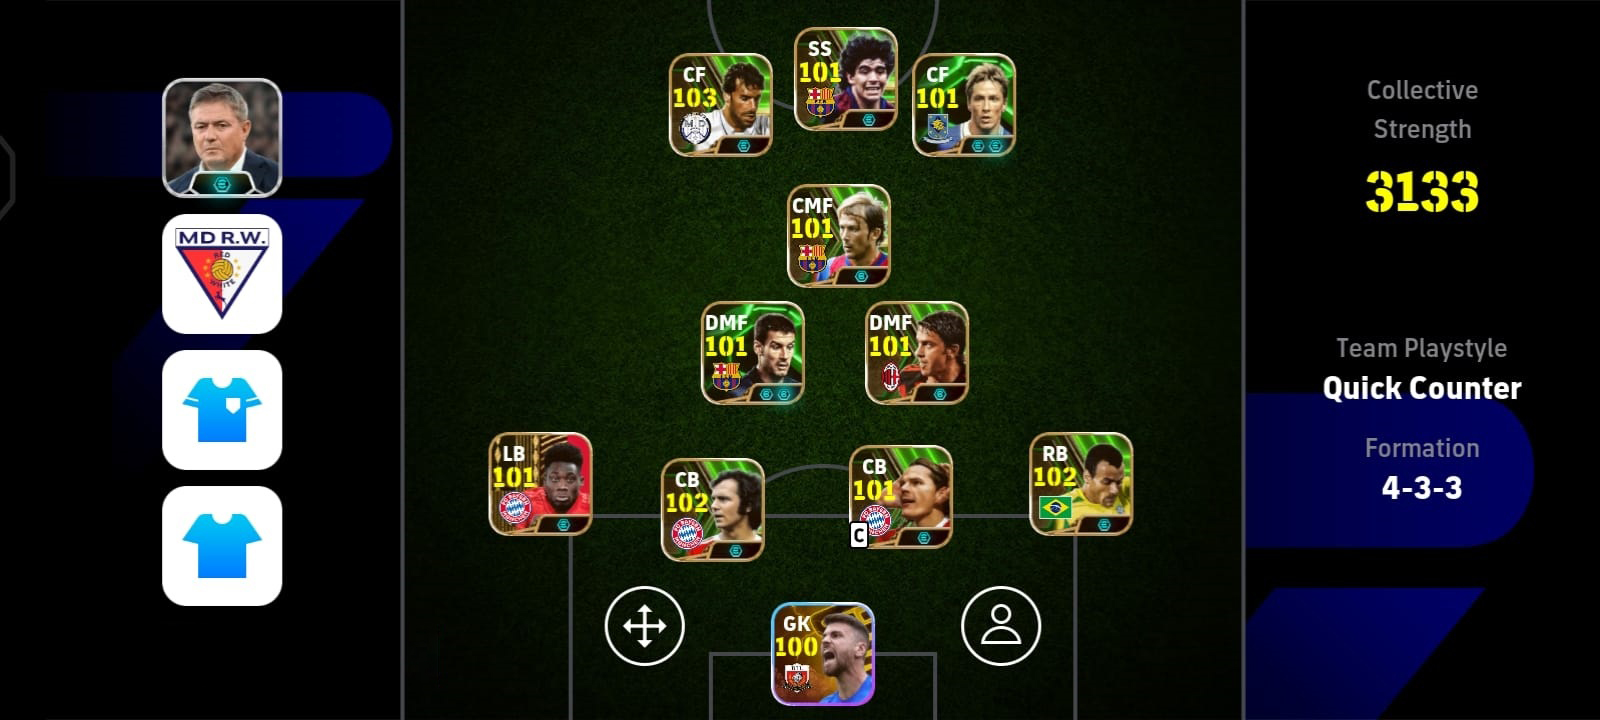 MD R.W.
RED
WHITE
CF
103
SS
101
CF
101
CMF
101
DMF
101
DMF
101
LB
101
CB
102
CB
101
C
RB
102
GK
100
Collective
Strength
3133
Team Playstyle
Quick Counter
Formation
4-3-3